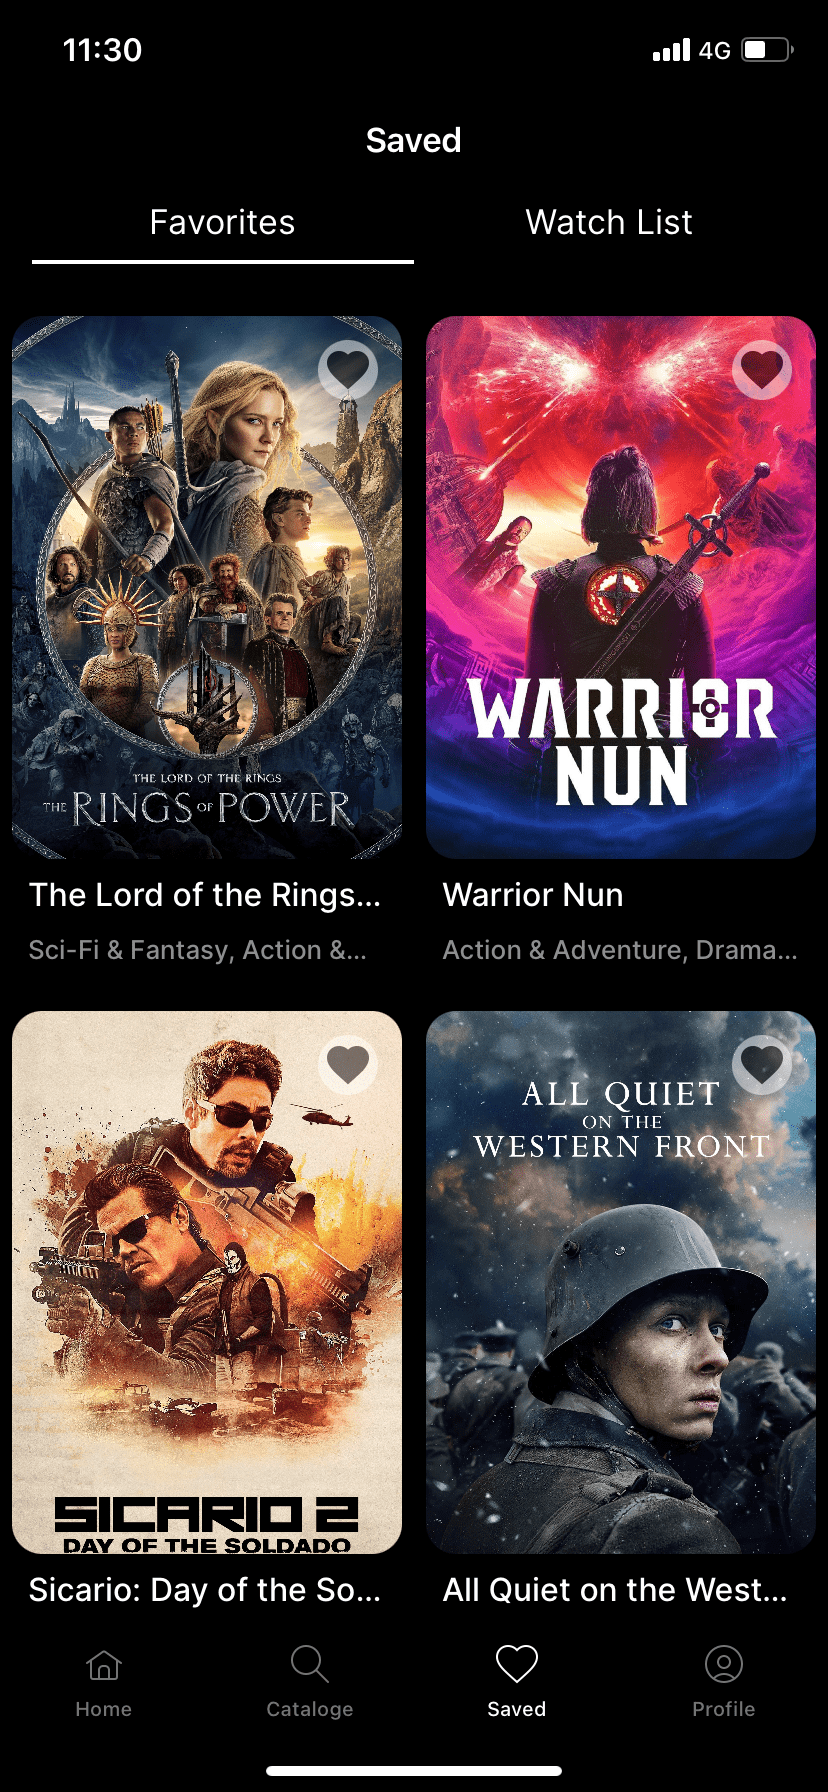 11:30
4G
Saved
Favorites
Watch List
THE LORD OF THE RINGS
THE RINGS OF POWER
WARRIOR
NUN
The Lord of the Rings...
Warrior Nun
Sci-Fi & Fantasy, Action &...
Action & Adventure, Drama...
SICARIO 2
DAY OF THE SOLDADO
ALL QUIET
ON THE
WESTERN FRONT
Sicario: Day of the So...
All Quiet on the West...
Home
Cataloge
Saved
Profile